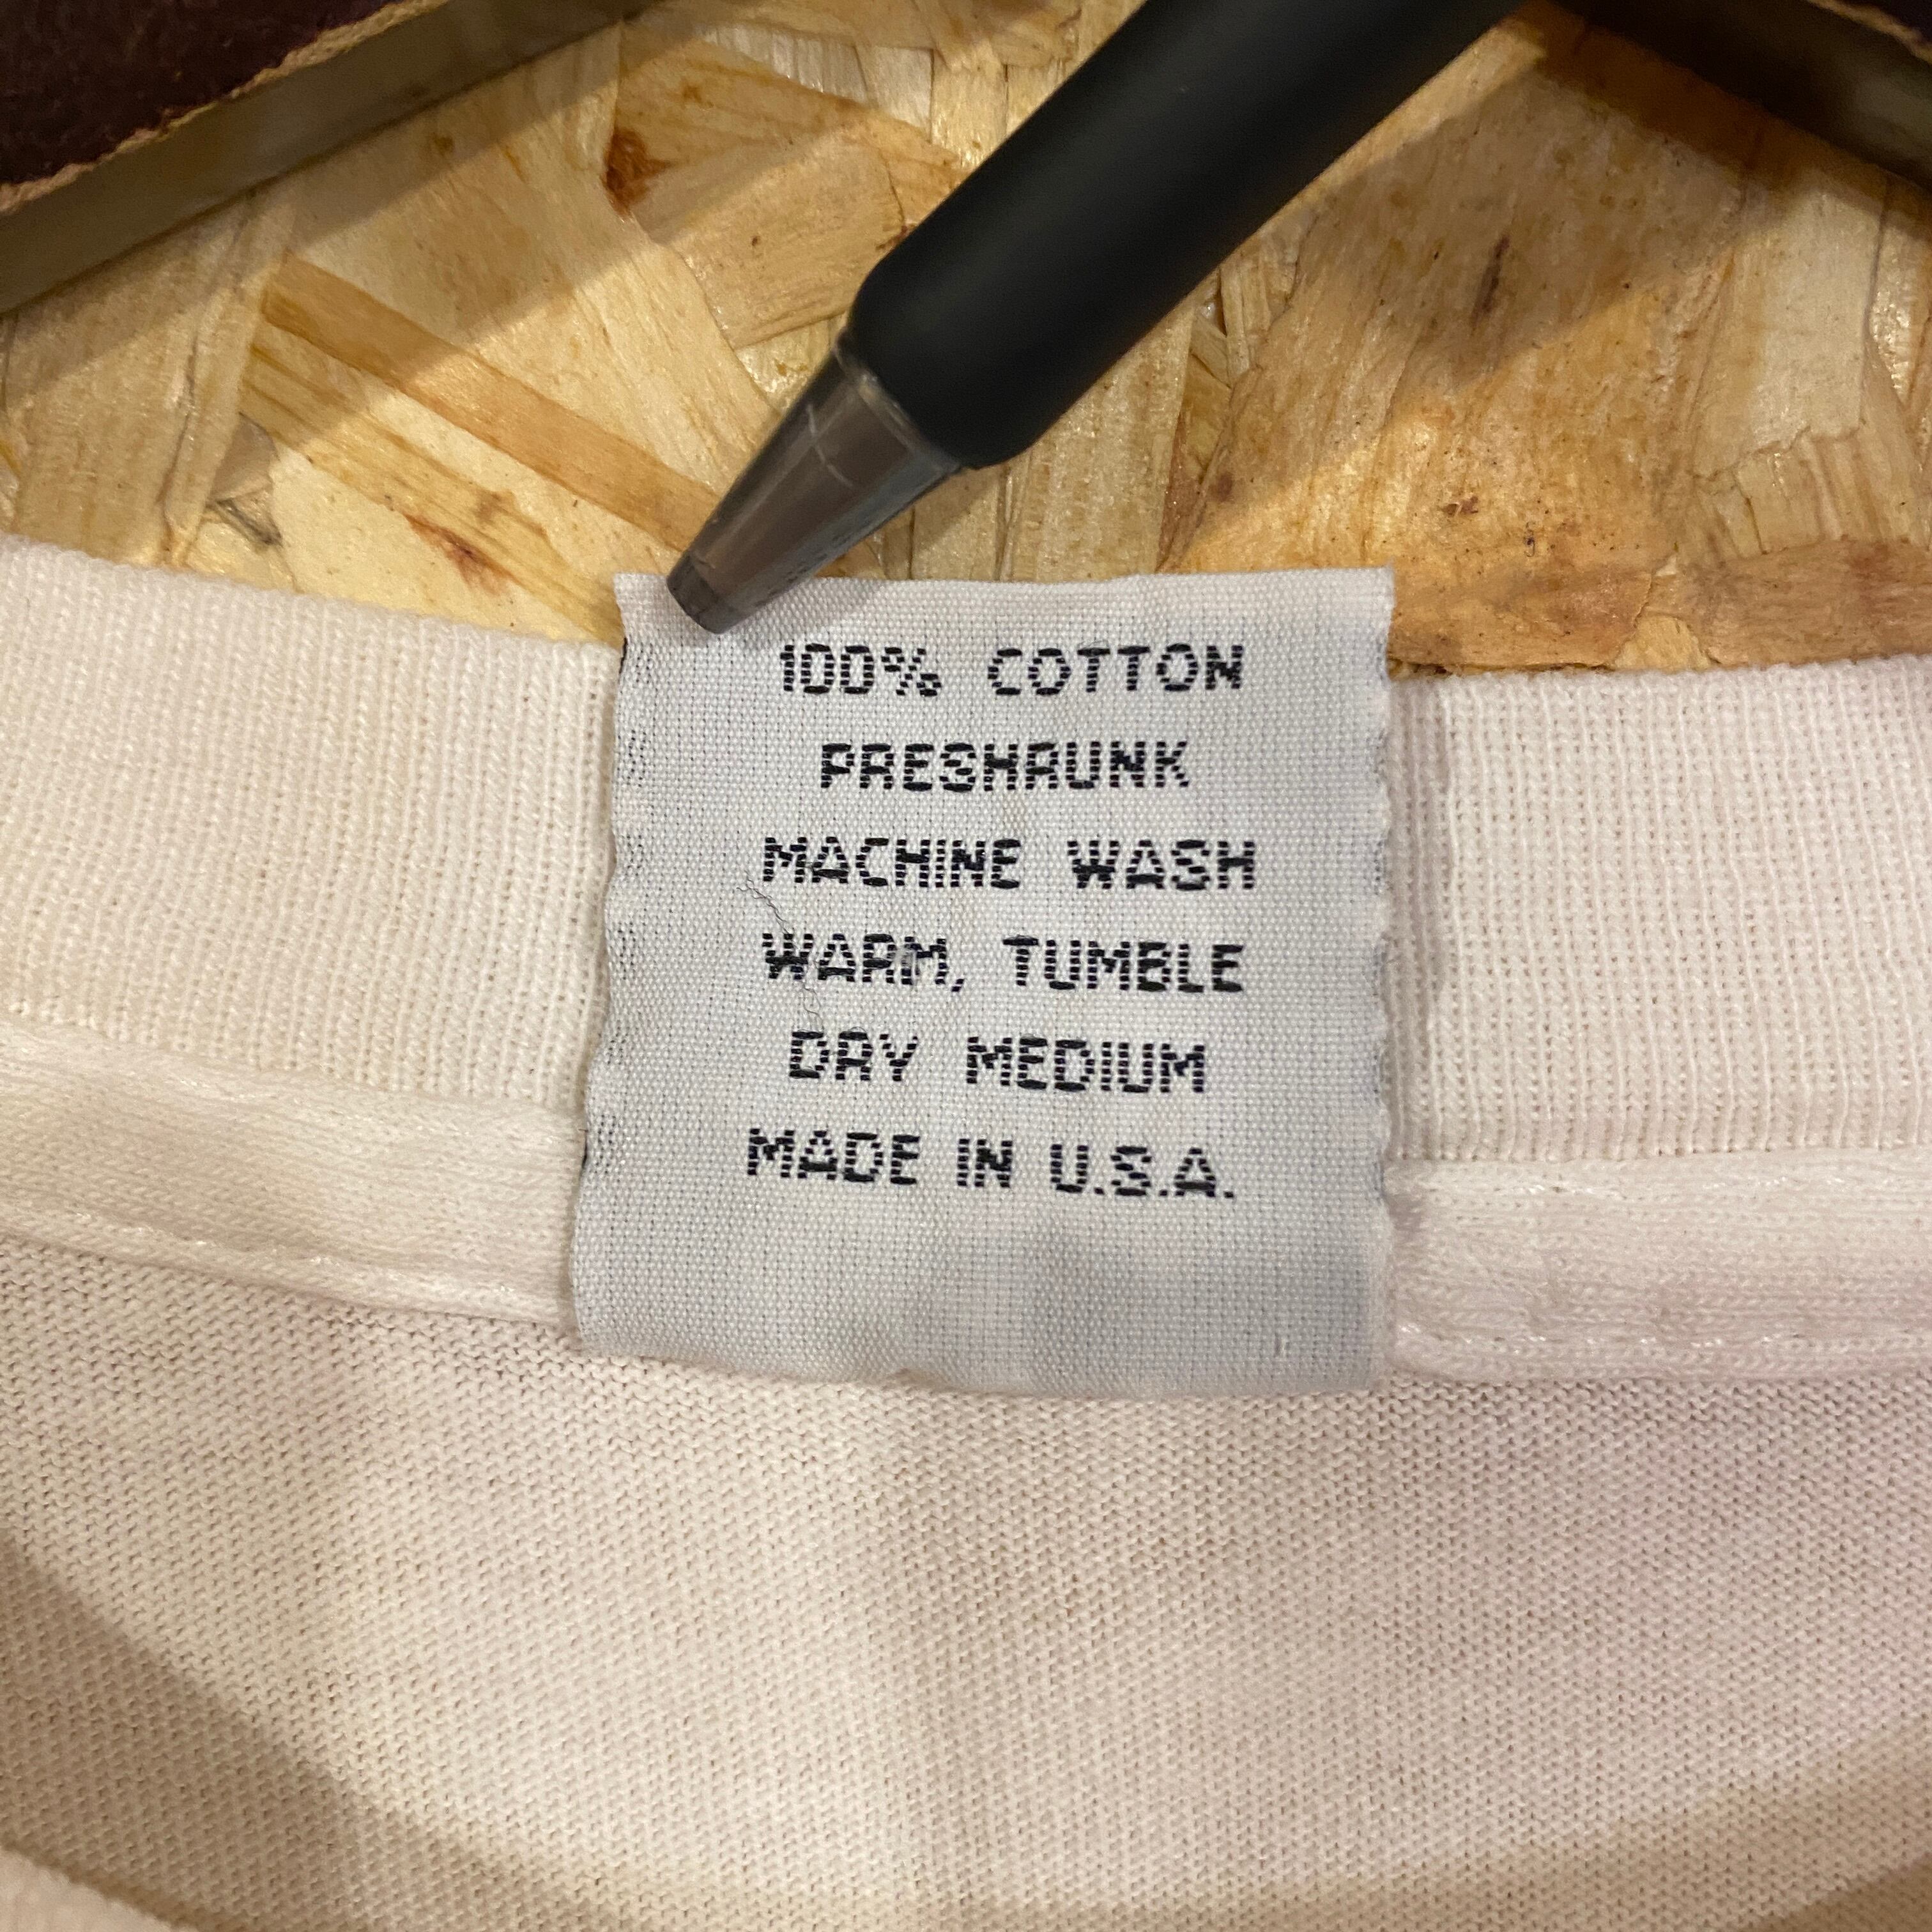 100% COTTON
PRESHRUNK
MACHINE WASH
WARM, TUMBLE
DRY MEDIUM
MADE IN U.S.A.